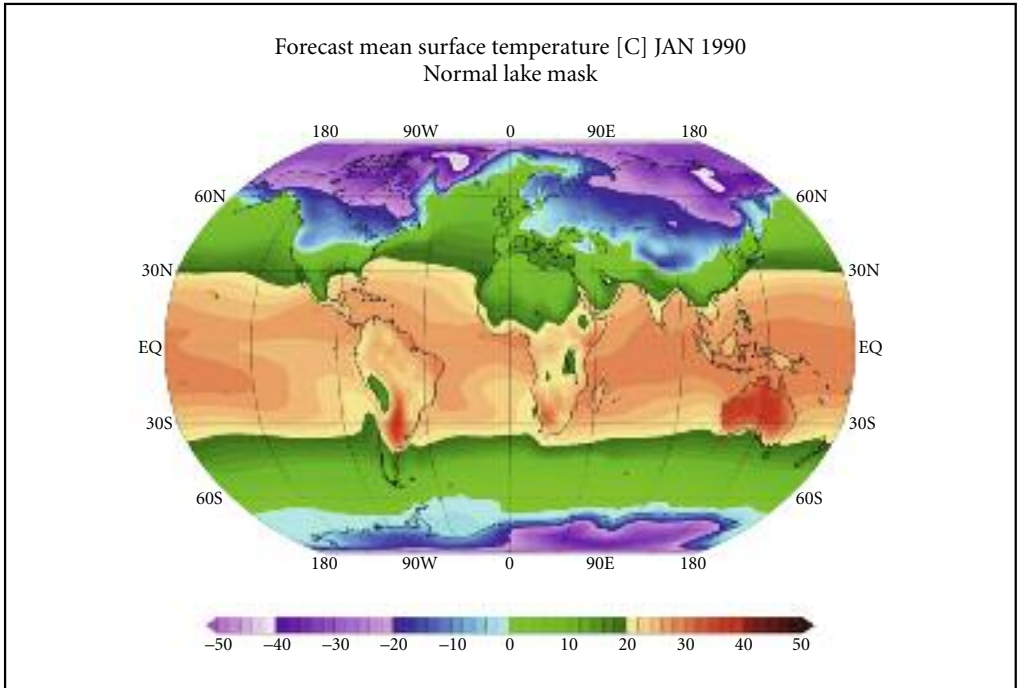 Forecast mean surface temperature [C] JAN 1990
Normal lake mask
180 90W 0 90E 180
60N 60N
30N 30N
EQ EQ
30S 30S
60S 60S
180 90W 0 90E 180
−50 −40 −30 −20 −10 0 10 20 30 40 50